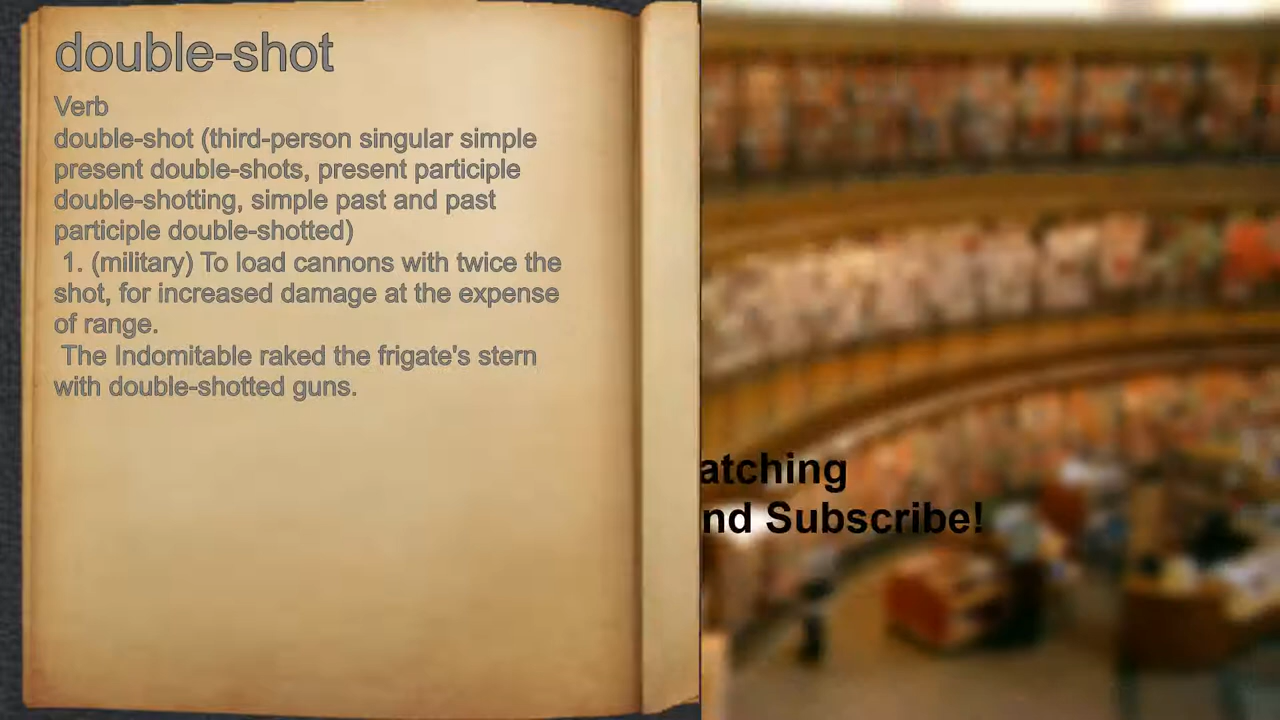 double-shot
Verb
double-shot (third-person singular simple
present double-shots, present participle
double-shotting, simple past and past
participle double-shotted)
1. (military) To load cannons with twice the
shot, for increased damage at the expense
of range.
The Indomitable raked the frigate's stern
with double-shotted guns.
atching
nd Subscribe!